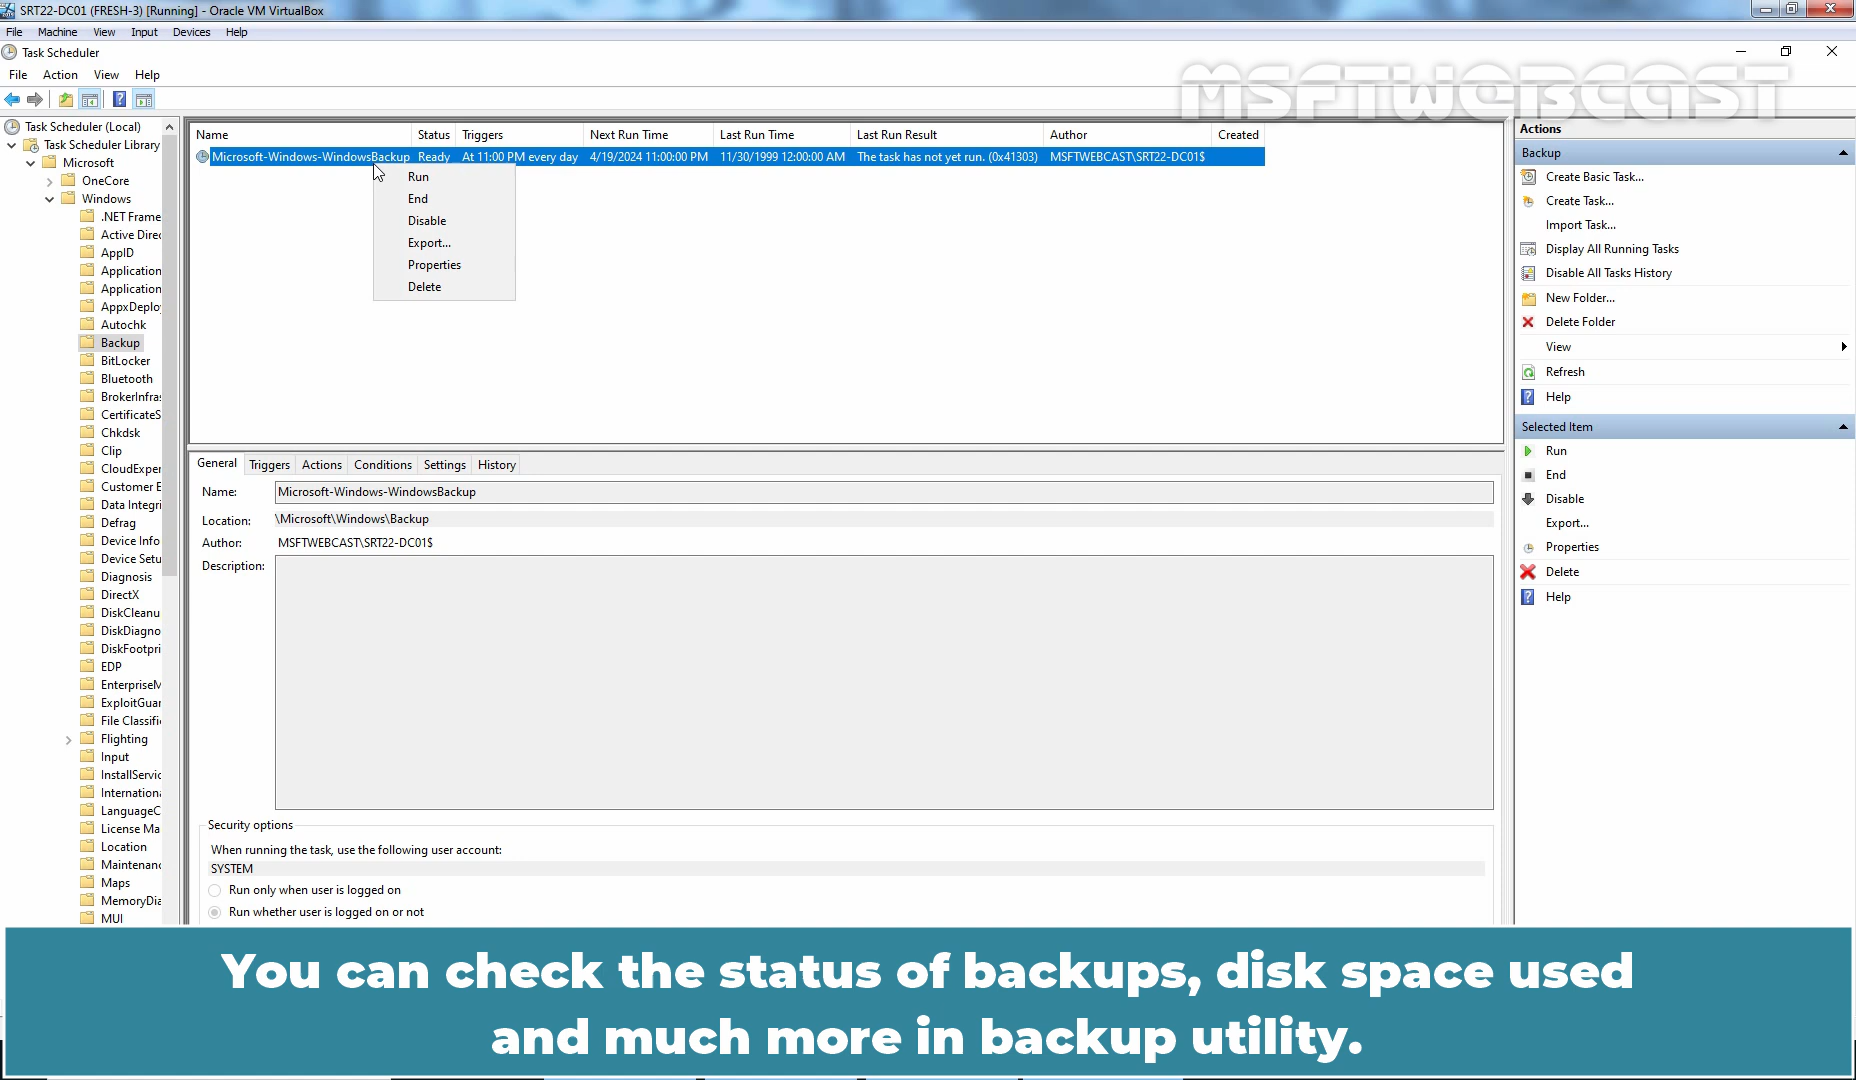 SRT22-DC01 (FRESH-3) [Running] - Oracle VM VirtualBox
File Machine View Input Devices Help
Task Scheduler
File Action View Help
MSFTWEBCAST
Task Scheduler (Local)
Task Scheduler Library
Microsoft
OneCore
Windows
.NET Frame
Active Direc
AppID
Application
Application
AppxDeplo
Autochk
Backup
BitLocker
Bluetooth
BrokerInfras
CertificateS
Chkdsk
Clip
CloudExper
Customer E
Data Integri
Defrag
Device Info
Device Setu
Diagnosis
DirectX
DiskCleanu
DiskDiagno
DiskFootpri
EDP
EnterpriseM
ExploitGuar
File Classifi
Flighting
Input
InstallServic
Internationa
LanguageC
License Ma
Location
Maintenanc
Maps
MemoryDia
MUI
Name Status Triggers Next Run Time Last Run Time Last Run Result Author Created
Microsoft-Windows-WindowsBackup Ready At 11:00 PM every day 4/19/2024 11:00:00 PM 11/30/1999 12:00:00 AM The task has not yet run. (0x41303) MSFTWEBCAST\SRT22-DC01$
Run
End
Disable
Export...
Properties
Delete
General Triggers Actions Conditions Settings History
Name: Microsoft-Windows-WindowsBackup
Location: \Microsoft\Windows\Backup
Author: MSFTWEBCAST\SRT22-DC01$
Description:
Security options
When running the task, use the following user account:
SYSTEM
Run only when user is logged on
Run whether user is logged on or not
Actions
Backup
Create Basic Task...
Create Task...
Import Task...
Display All Running Tasks
Disable All Tasks History
New Folder...
Delete Folder
View
Refresh
Help
Selected Item
Run
End
Disable
Export...
Properties
Delete
Help
You can check the status of backups, disk space used
and much more in backup utility.